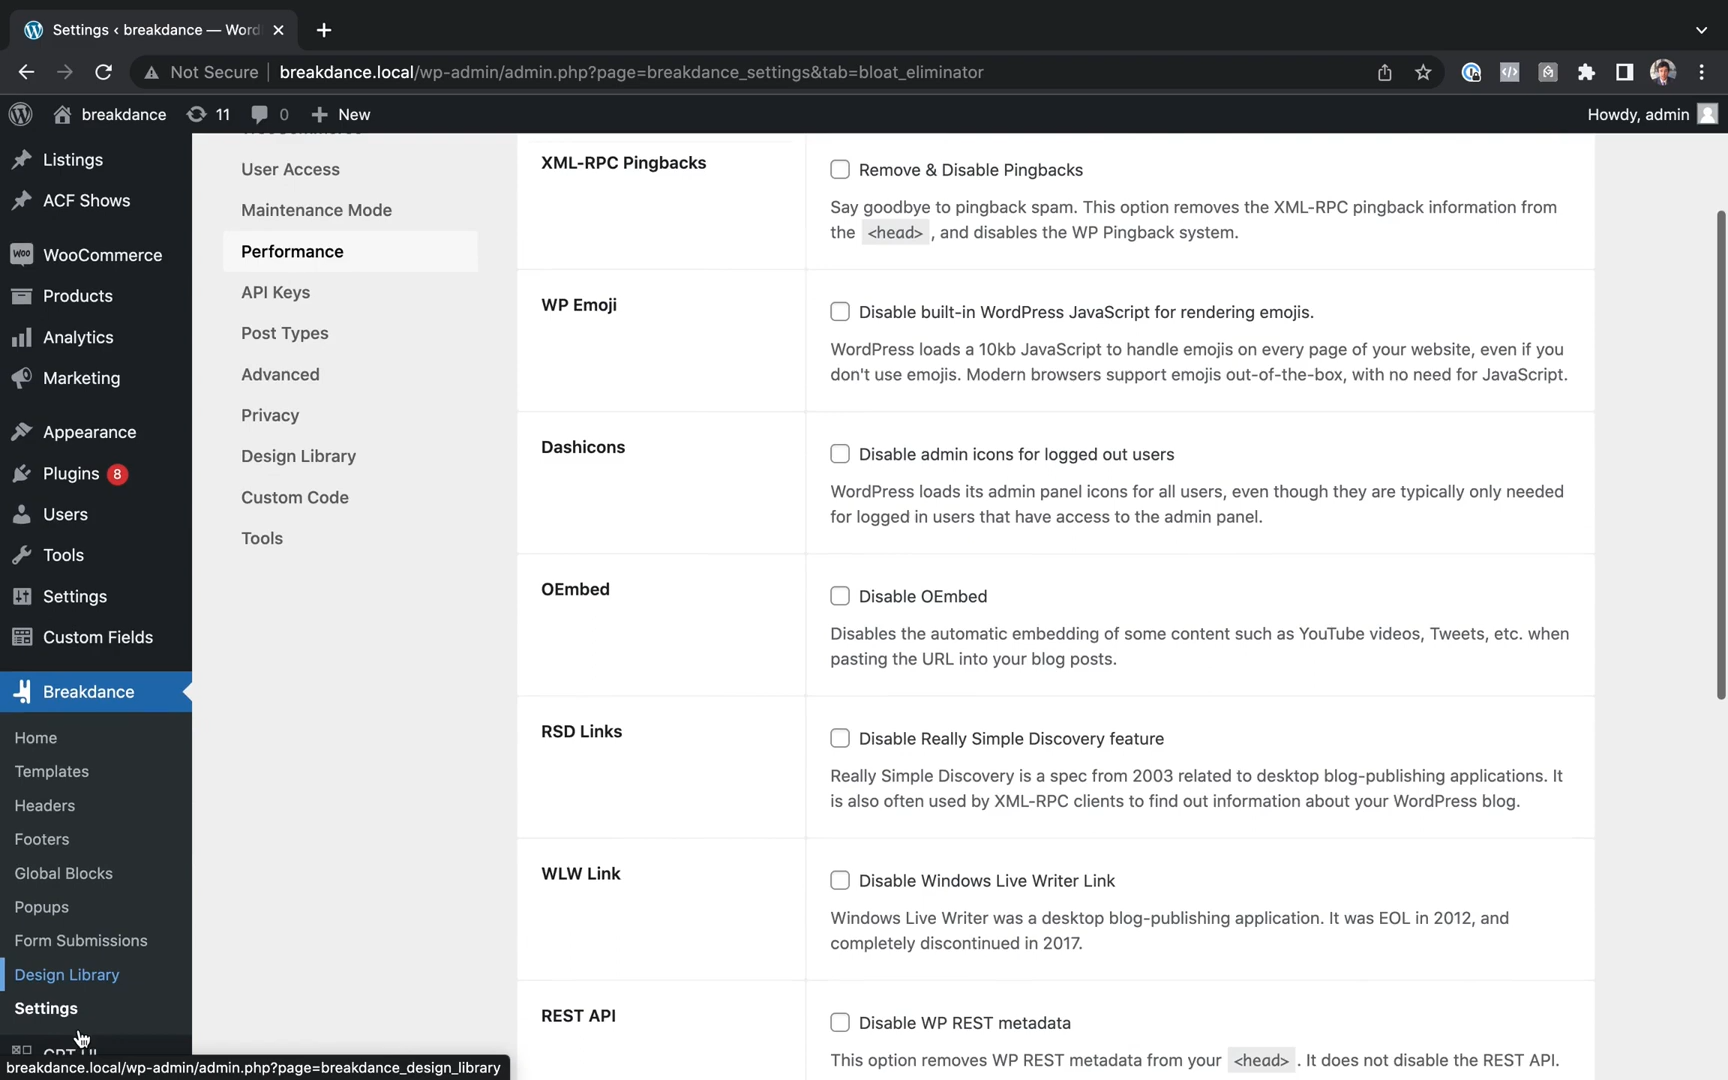 Settings ‹ breakdance — Word
Not Secure
breakdance.local/wp-admin/admin.php?page=breakdance_settings&tab=bloat_eliminator
breakdance
11
0
New
Howdy, admin
Listings
ACF Shows
WooCommerce
Products
Analytics
Marketing
Appearance
Plugins 8
Users
Tools
Settings
Custom Fields
Breakdance
Home
Templates
Headers
Footers
Global Blocks
Popups
Form Submissions
Design Library
Settings
breakdance.local/wp-admin/admin.php?page=breakdance_design_library
User Access
Maintenance Mode
Performance
API Keys
Post Types
Advanced
Privacy
Design Library
Custom Code
Tools
XML-RPC Pingbacks
Remove & Disable Pingbacks
Say goodbye to pingback spam. This option removes the XML-RPC pingback information from
the <head> , and disables the WP Pingback system.
WP Emoji
Disable built-in WordPress JavaScript for rendering emojis.
WordPress loads a 10kb JavaScript to handle emojis on every page of your website, even if you
don't use emojis. Modern browsers support emojis out-of-the-box, with no need for JavaScript.
Dashicons
Disable admin icons for logged out users
WordPress loads its admin panel icons for all users, even though they are typically only needed
for logged in users that have access to the admin panel.
OEmbed
Disable OEmbed
Disables the automatic embedding of some content such as YouTube videos, Tweets, etc. when
pasting the URL into your blog posts.
RSD Links
Disable Really Simple Discovery feature
Really Simple Discovery is a spec from 2003 related to desktop blog-publishing applications. It
is also often used by XML-RPC clients to find out information about your WordPress blog.
WLW Link
Disable Windows Live Writer Link
Windows Live Writer was a desktop blog-publishing application. It was EOL in 2012, and
completely discontinued in 2017.
REST API
Disable WP REST metadata
This option removes WP REST metadata from your <head> . It does not disable the REST API.